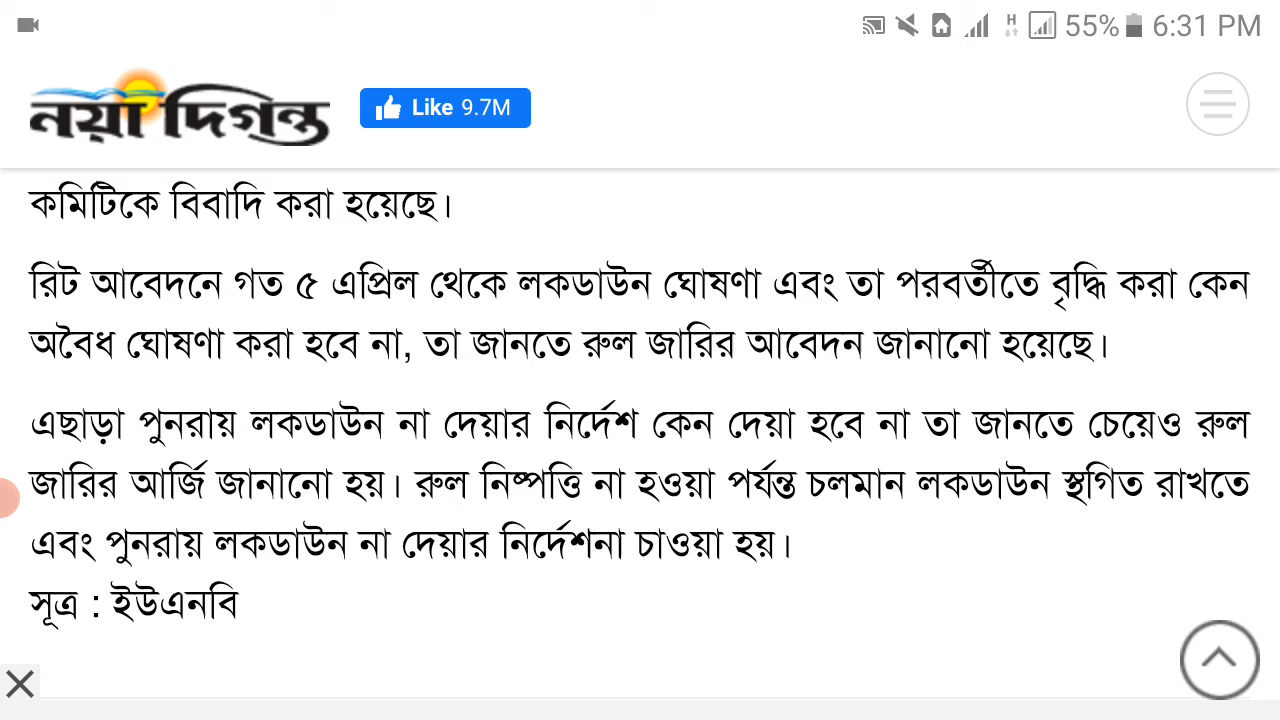 55% 6:31 PM
নয়া দিগন্ত Like 9.7M
কমিটিকে বিবাদি করা হয়েছে।
রিট আবেদনে গত ৫ এপ্রিল থেকে লকডাউন ঘোষণা এবং তা পরবর্তীতে বৃদ্ধি করা কেন
অবৈধ ঘোষণা করা হবে না, তা জানতে রুল জারির আবেদন জানানো হয়েছে।
এছাড়া পুনরায় লকডাউন না দেয়ার নির্দেশ কেন দেয়া হবে না তা জানতে চেয়েও রুল
জারির আর্জি জানানো হয়। রুল নিষ্পত্তি না হওয়া পর্যন্ত চলমান লকডাউন স্থগিত রাখতে
এবং পুনরায় লকডাউন না দেয়ার নির্দেশনা চাওয়া হয়।
সূত্র : ইউএনবি